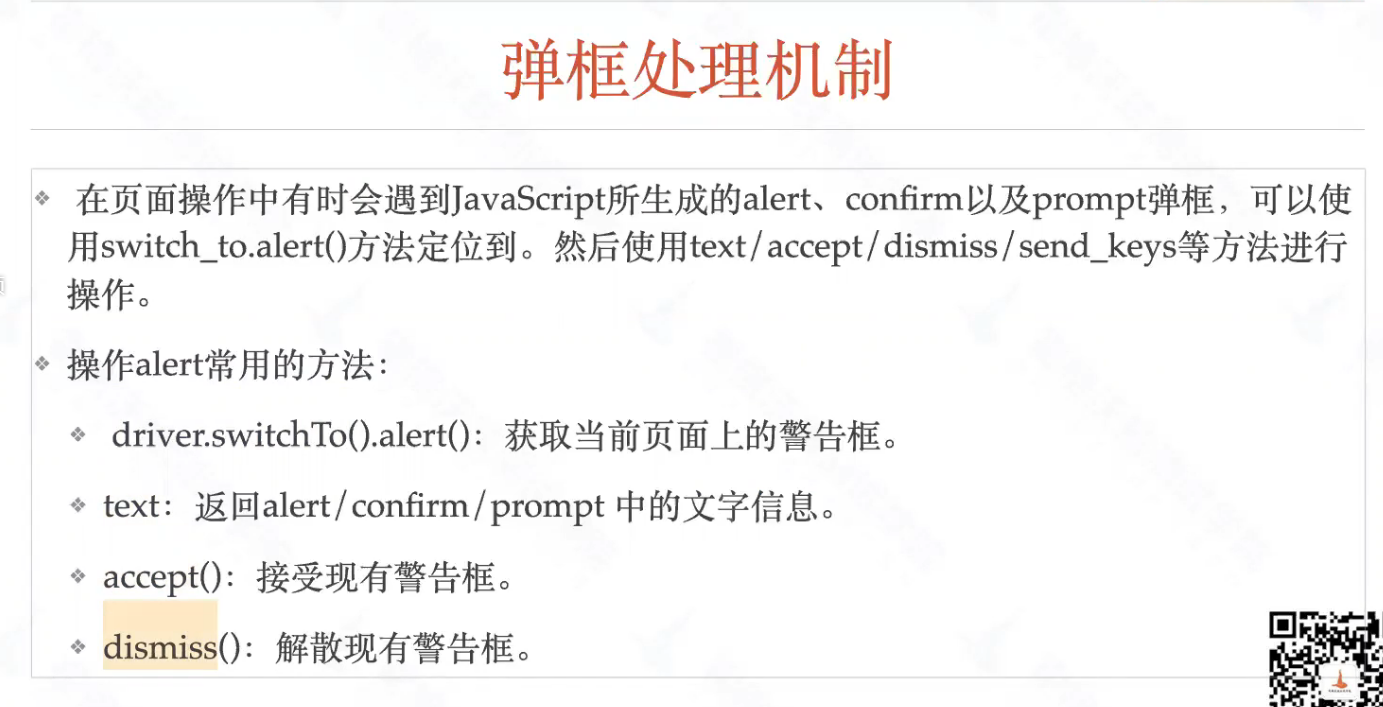 弹框处理机制
在页面操作中有时会遇到JavaScript所生成的alert、confirm以及prompt弹框，可以使
用switch_to.alert()方法定位到。然后使用text/accept/dismiss/send_keys等方法进行
操作。
操作alert常用的方法：
driver.switchTo().alert()：获取当前页面上的警告框。
text：返回alert/confirm/prompt 中的文字信息。
accept()：接受现有警告框。
dismiss()：解散现有警告框。